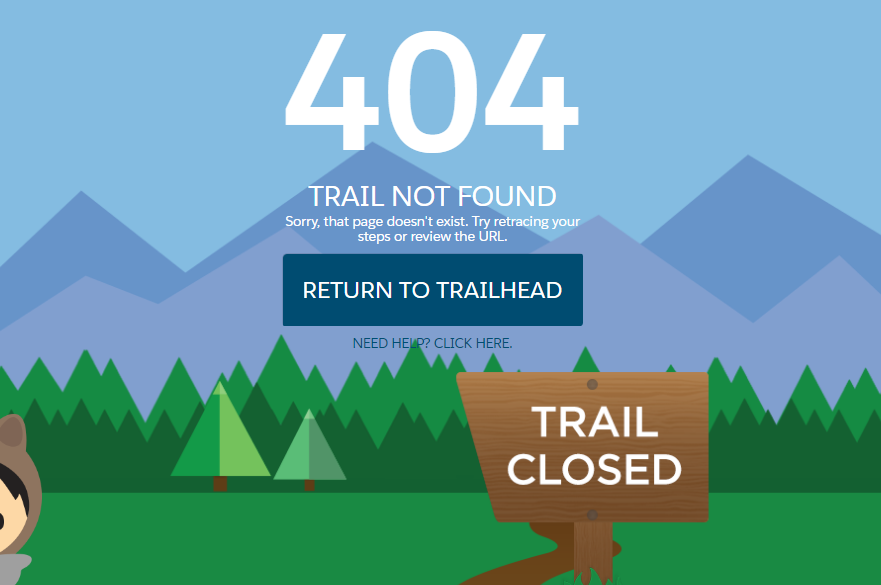 404
TRAIL NOT FOUND
Sorry, that page doesn't exist. Try retracing your
steps or review the URL.
RETURN TO TRAILHEAD
NEED HELP? CLICK HERE.
TRAIL
CLOSED